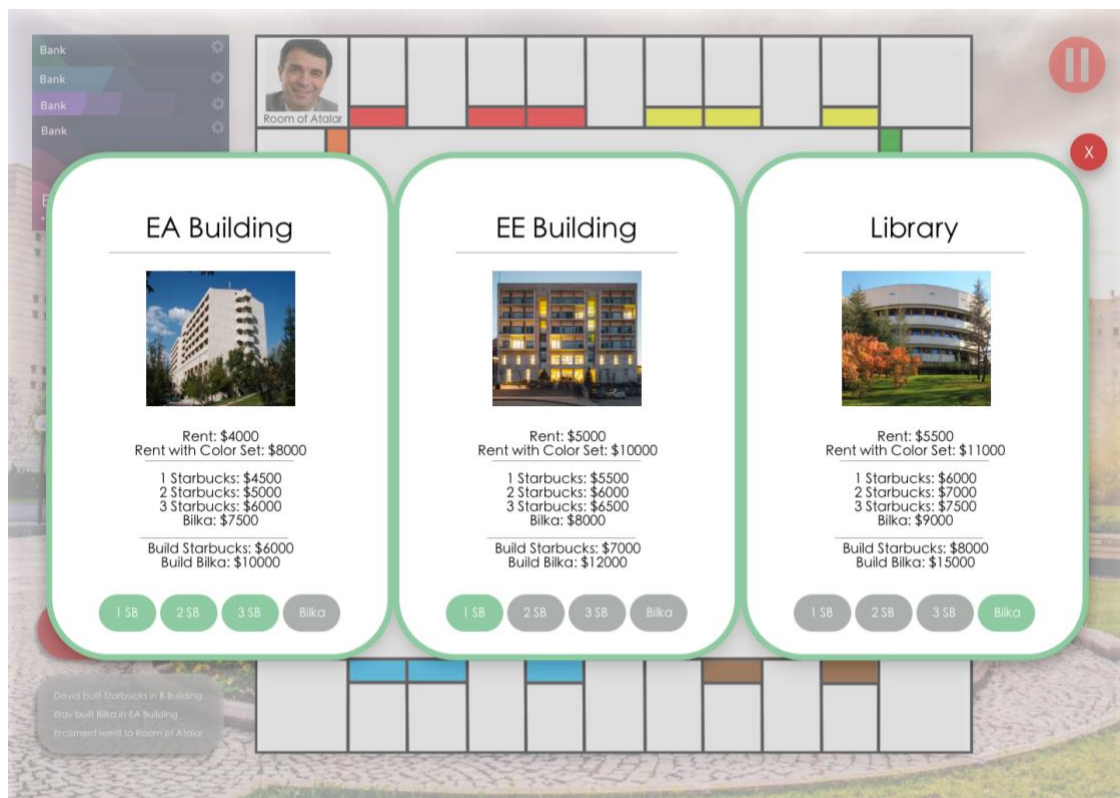 Bank
Bank
Bank
Bank
Room of Atalar
X
EA Building
Rent: $4000
Rent with Color Set: $8000
1 Starbucks: $4500
2 Starbucks: $5000
3 Starbucks: $6000
Bilka: $7500
Build Starbucks: $6000
Build Bilka: $10000
1 SB
2 SB
3 SB
Bilka
EE Building
Rent: $5000
Rent with Color Set: $10000
1 Starbucks: $5500
2 Starbucks: $6000
3 Starbucks: $6500
Bilka: $8000
Build Starbucks: $7000
Build Bilka: $12000
1 SB
2 SB
3 SB
Bilka
Library
Rent: $5500
Rent with Color Set: $11000
1 Starbucks: $6000
2 Starbucks: $7000
3 Starbucks: $7500
Bilka: $9000
Build Starbucks: $8000
Build Bilka: $15000
1 SB
2 SB
3 SB
Bilka
David built Starbucks in B Building
Eray built Bilka in EA Building
Ercoment went to Room of Atalar